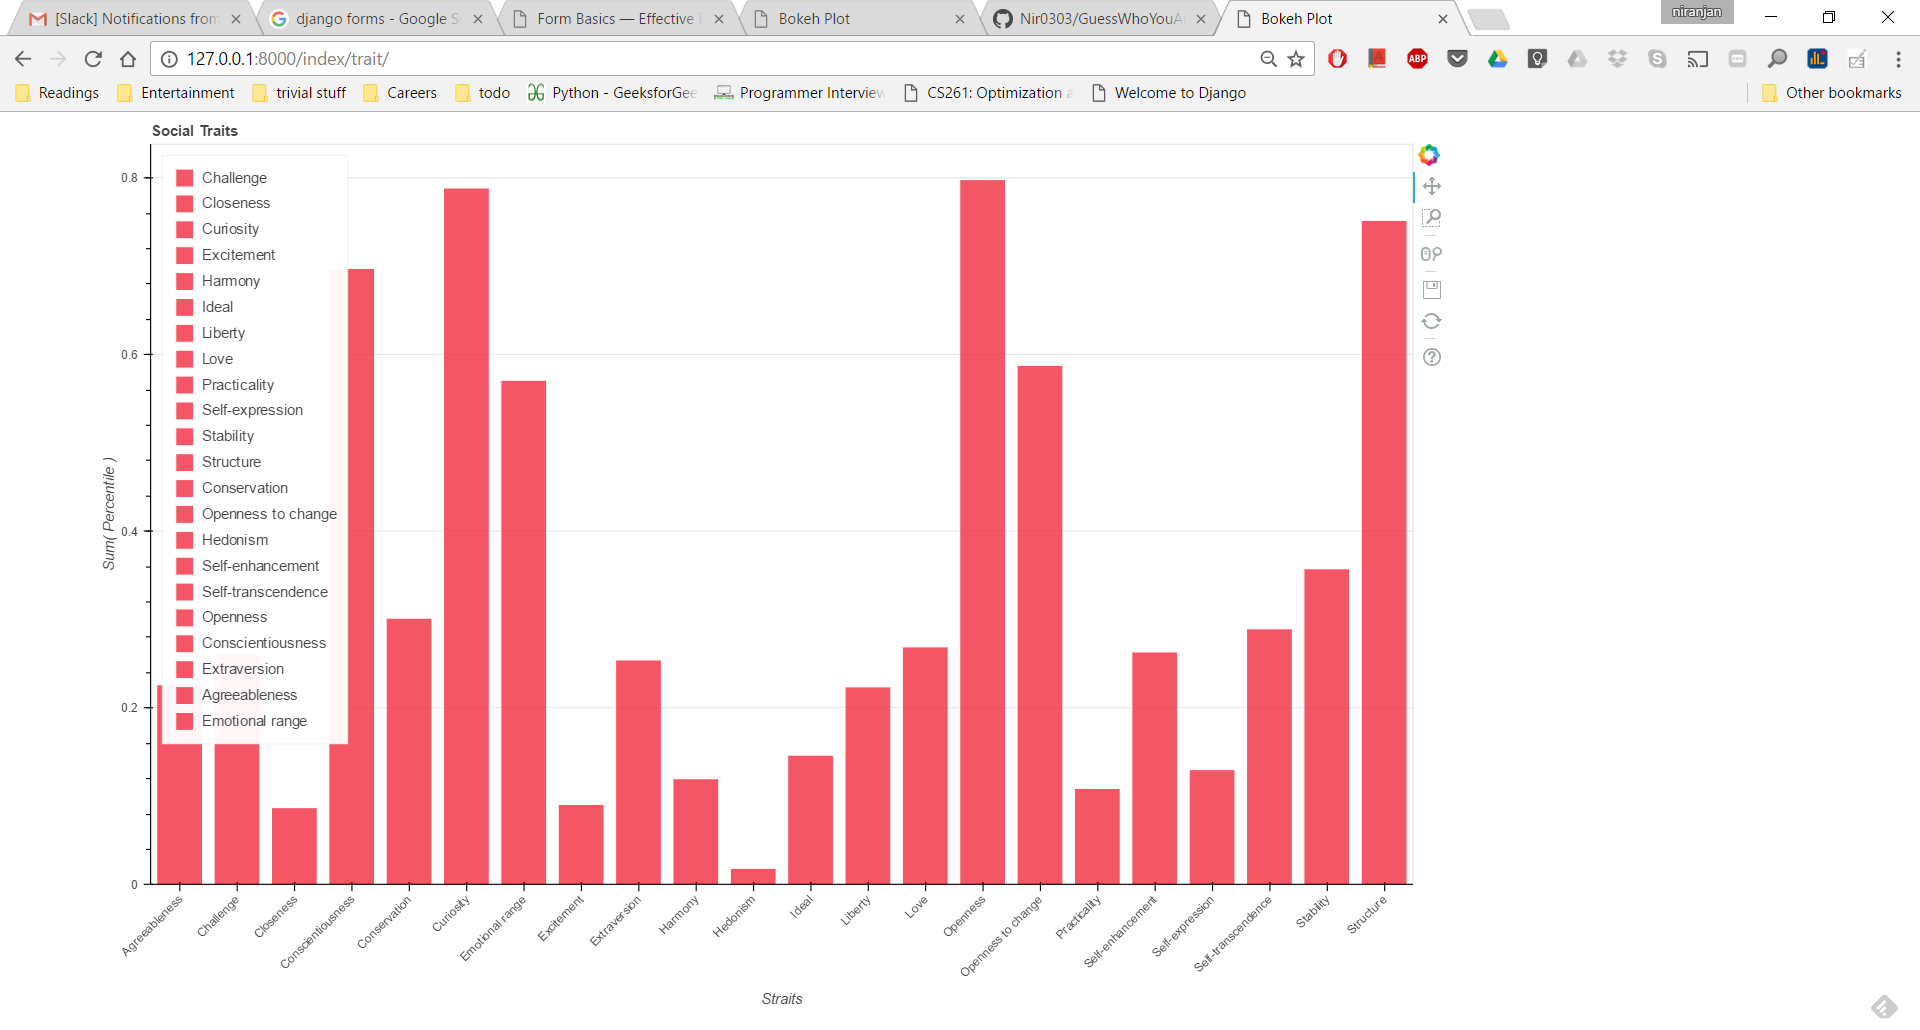 niranjan
[Slack] Notifications from
django forms - Google S
Form Basics — Effective
Bokeh Plot
Nir0303/GuessWhoYouA
Bokeh Plot
127.0.0.1:8000/index/trait/
ABP
Readings
Entertainment
trivial stuff
Careers
todo
Python - GeeksforGee
Programmer Interview
CS261: Optimization a
Welcome to Django
Other bookmarks
Social Traits
Challenge
Closeness
Curiosity
Excitement
Harmony
Ideal
Liberty
Love
Practicality
Self-expression
Stability
Structure
Conservation
Openness to change
Hedonism
Self-enhancement
Self-transcendence
Openness
Conscientiousness
Extraversion
Agreeableness
Emotional range
0.8
0.6
0.4
0.2
0
Sum( Percentile )
Agreeableness
Challenge
Closeness
Conscientiousness
Conservation
Curiosity
Emotional range
Excitement
Extraversion
Harmony
Hedonism
Ideal
Liberty
Love
Openness
Openness to change
Practicality
Self-enhancement
Self-expression
Self-transcendence
Stability
Structure
Straits